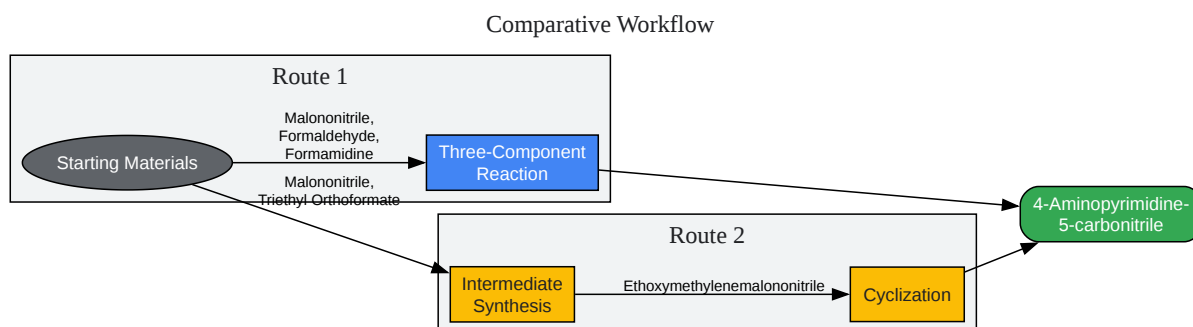 Comparative Workflow
Route 1
Starting Materials
Malononitrile,
Formaldehyde,
Formamidine
Three-Component
Reaction
Malononitrile,
Triethyl Orthoformate
4-Aminopyrimidine-
5-carbonitrile
Route 2
Intermediate
Synthesis
Ethoxymethylenemalononitrile
Cyclization